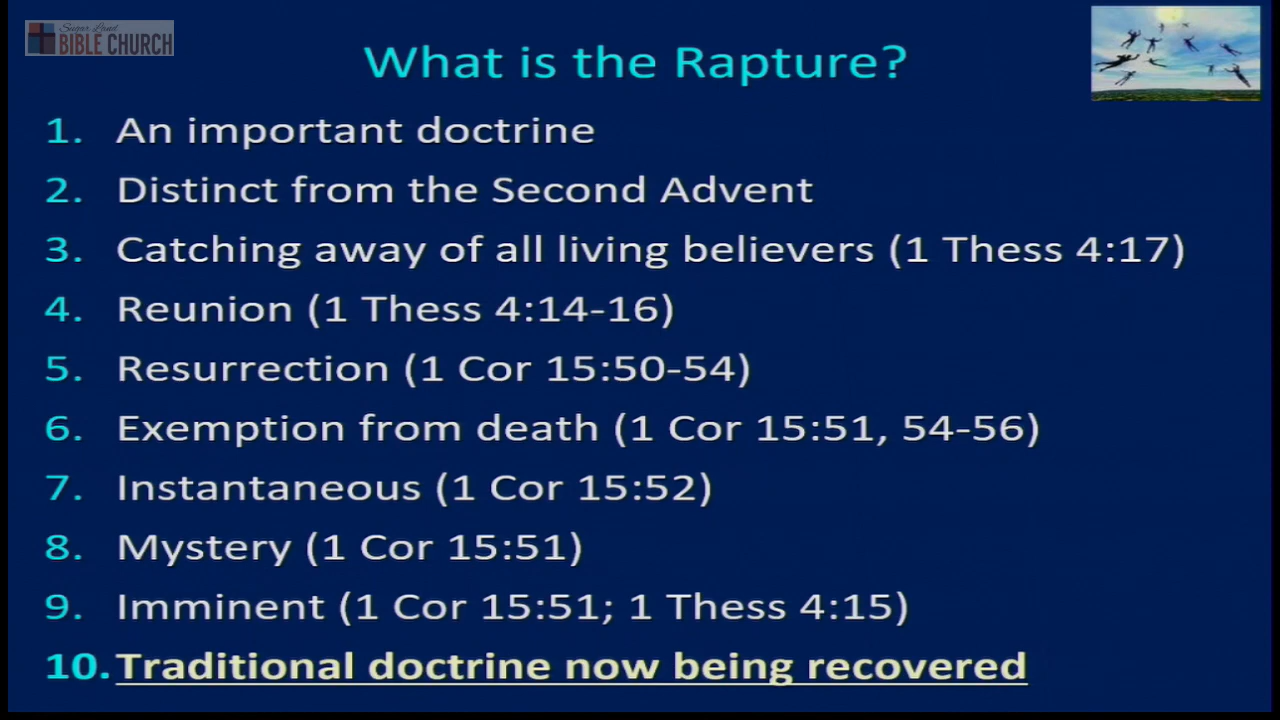 Sugar Land
BIBLE CHURCH
What is the Rapture?
1. An important doctrine
2. Distinct from the Second Advent
3. Catching away of all living believers (1 Thess 4:17)
4. Reunion (1 Thess 4:14-16)
5. Resurrection (1 Cor 15:50-54)
6. Exemption from death (1 Cor 15:51, 54-56)
7. Instantaneous (1 Cor 15:52)
8. Mystery (1 Cor 15:51)
9. Imminent (1 Cor 15:51; 1 Thess 4:15)
10. Traditional doctrine now being recovered